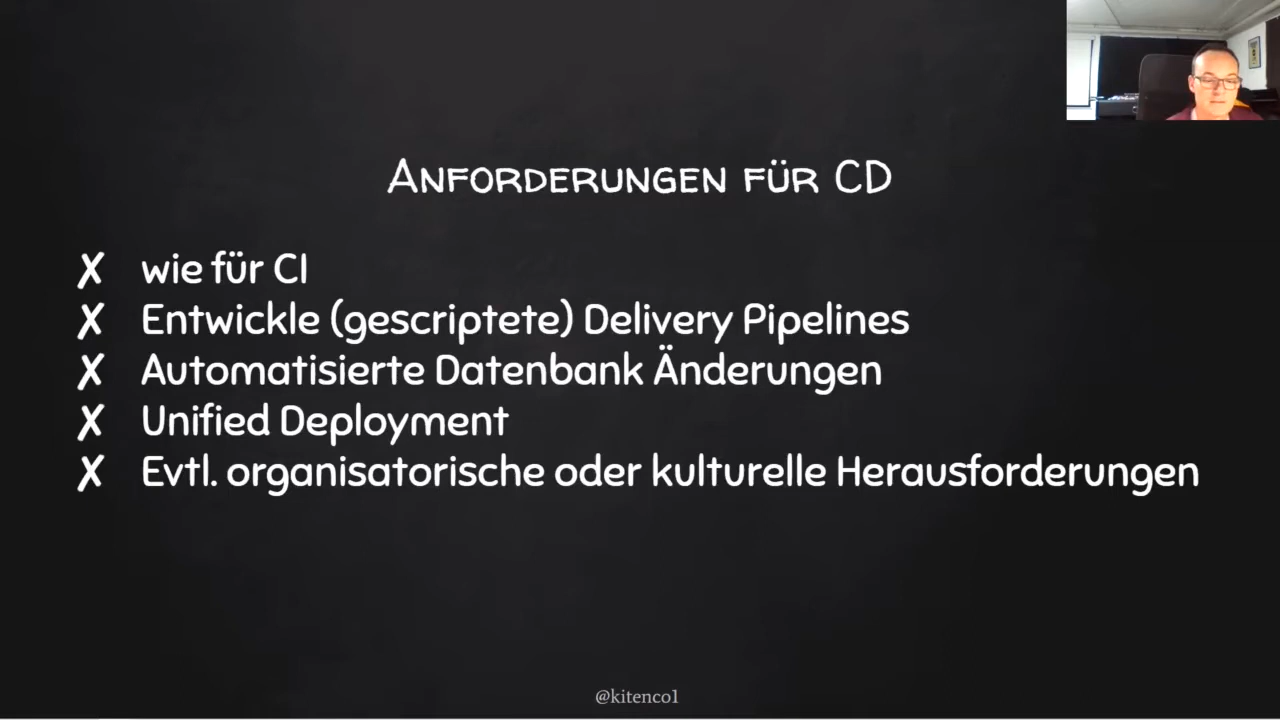 Anforderungen für CD
✗ wie für CI
✗ Entwickle (gescriptete) Delivery Pipelines
✗ Automatisierte Datenbank Änderungen
✗ Unified Deployment
✗ Evtl. organisatorische oder kulturelle Herausforderungen
@kitenco1